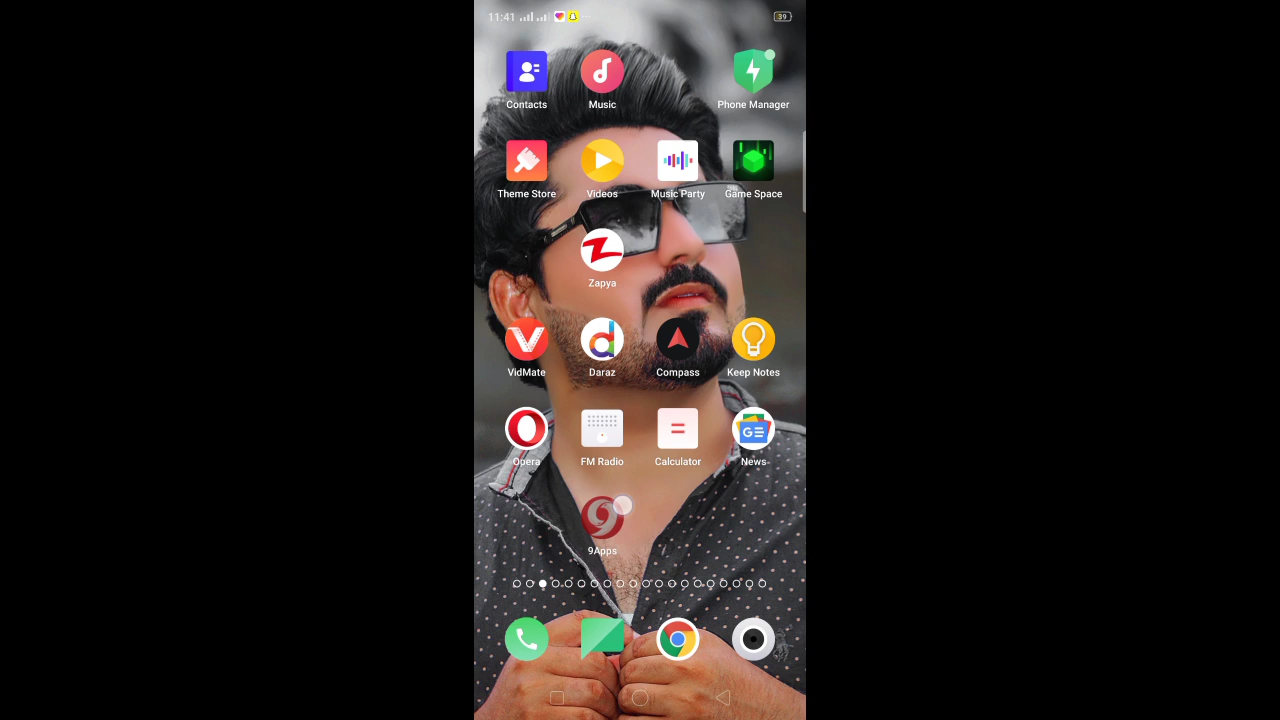 11:41
39
Contacts
Music
Phone Manager
Theme Store
Videos
Music Party
Game Space
Zapya
VidMate
Daraz
Compass
Keep Notes
Opera
FM Radio
Calculator
News
9Apps